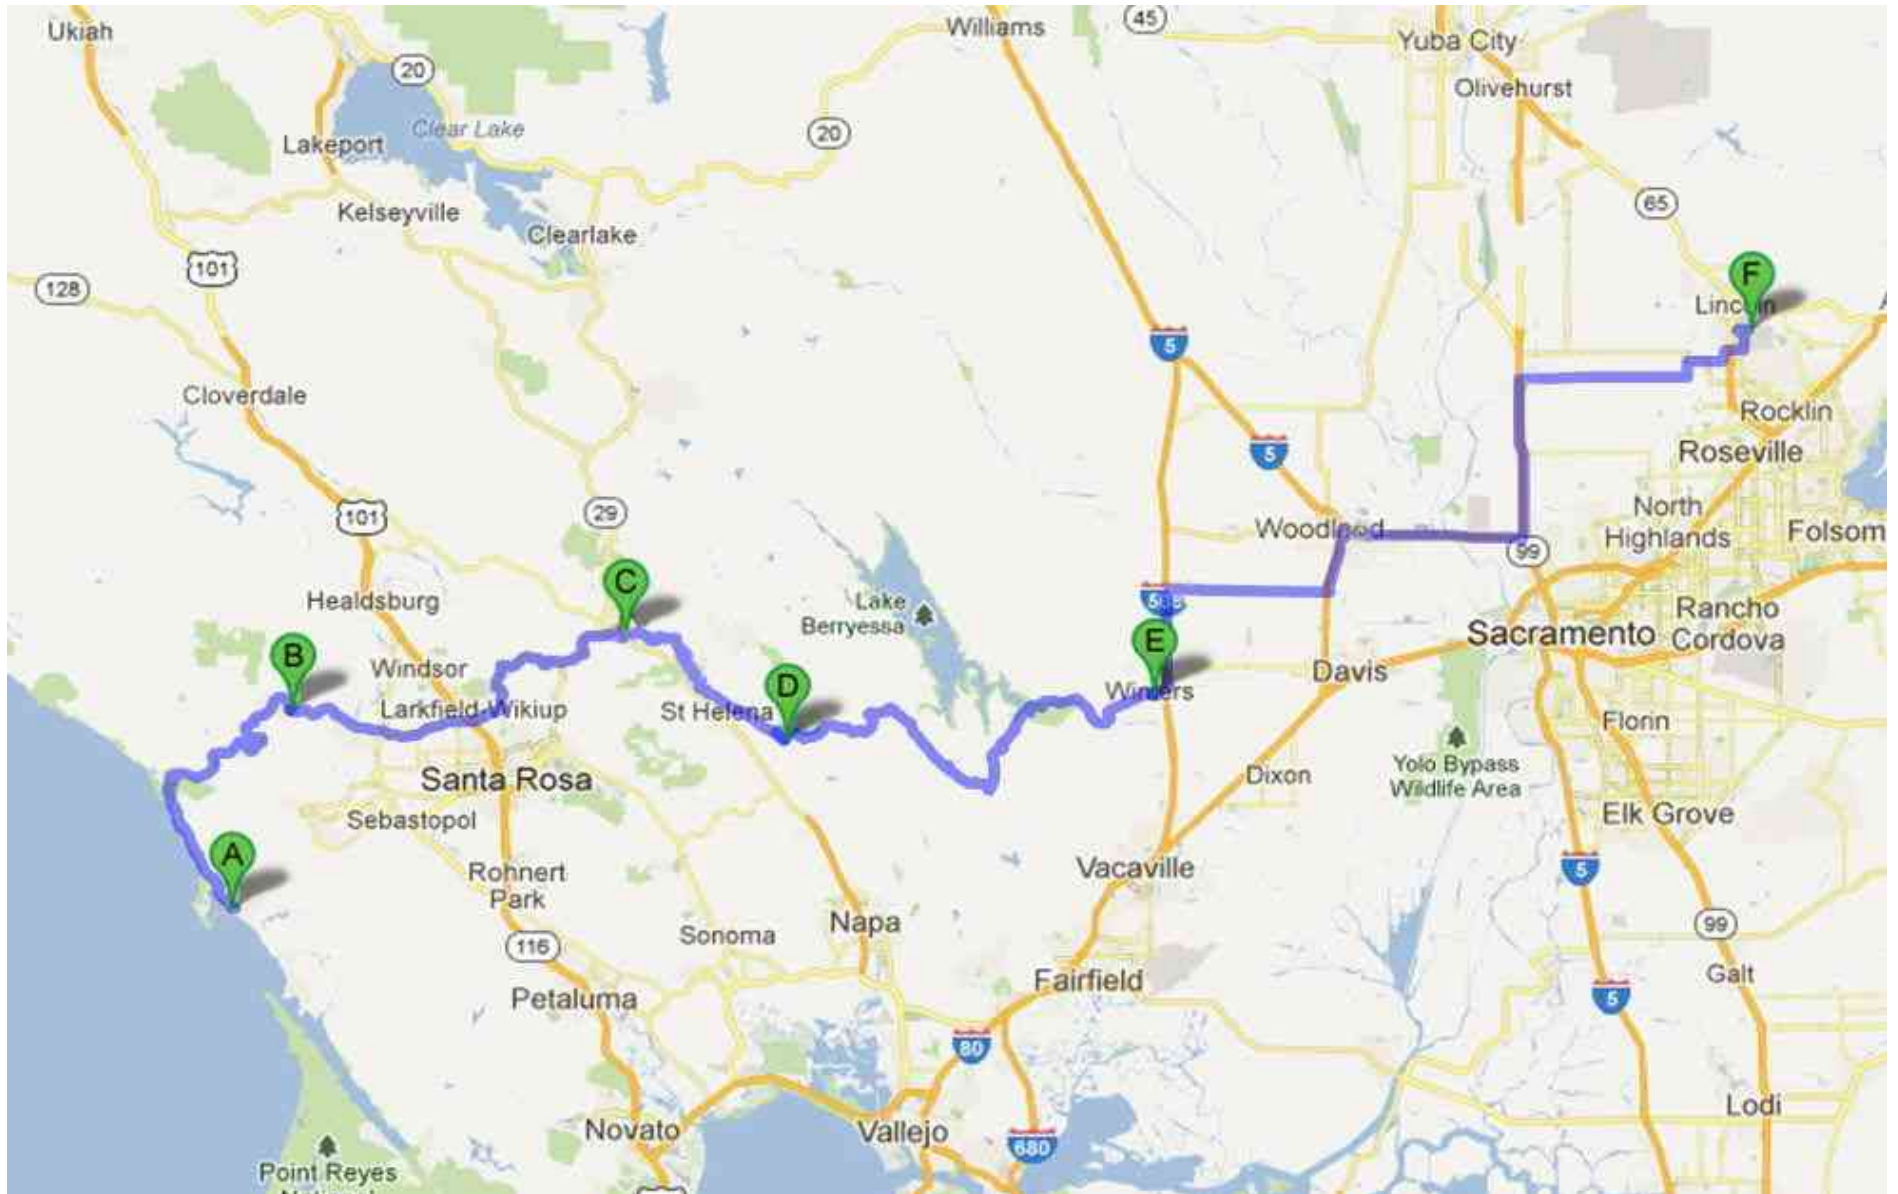 Ukiah
Williams
45
Yuba City
20
Olivehurst
Clear Lake
20
Lakeport
65
Kelseyville
Clearlake
101
128
F
Lincoln
5
Cloverdale
Rocklin
5
Roseville
29
101
North
Highlands
Woodland
99
Folsom
C
Healdsburg
Lake
Berryessa
Rancho
Cordova
Sacramento
B
E
Windsor
Davis
D
Winters
Larkfield-Wikiup
St Helena
Florin
Yolo Bypass
Wildlife Area
Dixon
Santa Rosa
Sebastopol
Elk Grove
A
Rohnert
Park
Vacaville
5
Napa
99
Sonoma
116
Fairfield
Galt
Petaluma
5
80
Lodi
Novato
Vallejo
680
Point Reyes